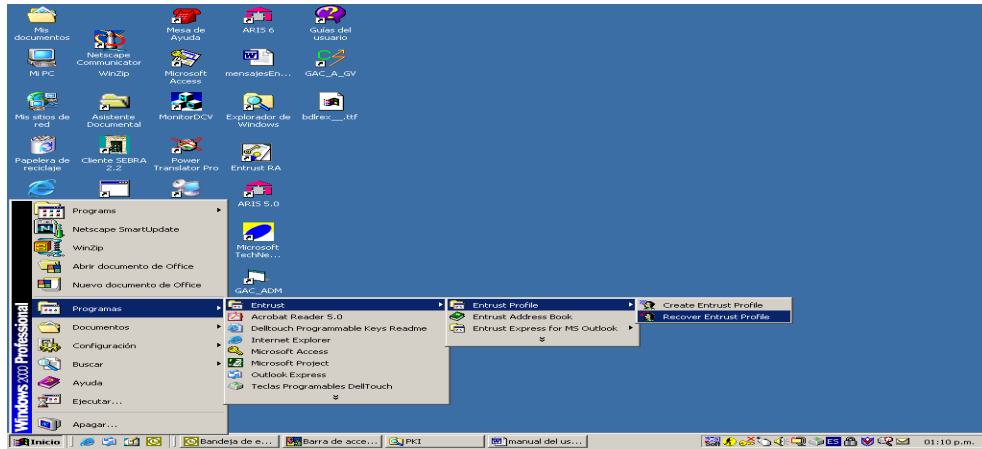 Mis
documentos
Mesa de
Ayuda
ARIS 6
Guías del
usuario
Netscape
Communicator
Mi PC
WinZip
Microsoft
Access
mensajesEn...
GAC_A_GV
Mis sitios de
red
Asistente
Documental
MonitorDCV
Explorador de
Windows
bdlrex__.ttf
Papelera de
reciclaje
Cliente SEBRA
2.2
Power
Translator Pro
Entrust RA
ARIS 5.0
Microsoft
TechNe...
GAC_ADM
Windows 2000 Professional
Programs
Netscape SmartUpdate
WinZip
Abrir documento de Office
Nuevo documento de Office
Programas
Documentos
Configuración
Buscar
Ayuda
Ejecutar...
Apagar...
Entrust
Acrobat Reader 5.0
Delltouch Programmable Keys Readme
Internet Explorer
Microsoft Access
Microsoft Project
Outlook Express
Teclas Programables DellTouch
Entrust Profile
Entrust Address Book
Entrust Express for MS Outlook
Create Entrust Profile
Recover Entrust Profile
Inicio
Bandeja de e...
Barra de acce...
PKI
manual del us...
ES
01:10 p.m.